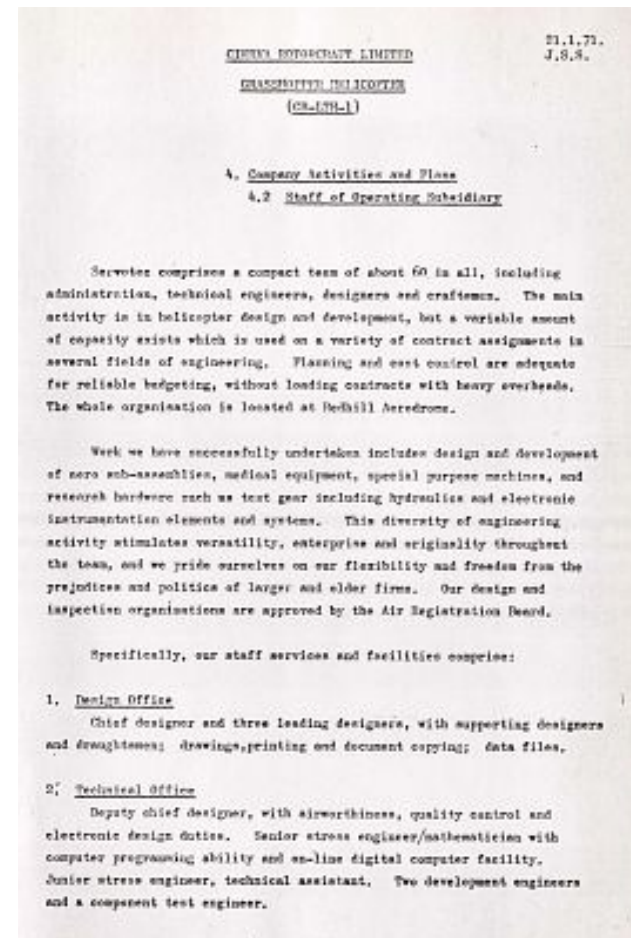 21.1.71.
J.S.S.
CIERVA ROTORCRAFT LIMITED
GRASSHOPPER HELICOPTER
(CR-LTH-1)
4. Company Activities and Plans
4.2 Staff of Operating Subsidiary
Servotec comprises a compact team of about 60 in all, including
administration, technical engineers, designers and craftsmen. The main
activity is in helicopter design and development, but a variable amount
of capacity exists which is used on a variety of contract assignments in
several fields of engineering. Planning and cost control are adequate
for reliable budgeting, without loading contracts with heavy overheads.
The whole organisation is located at Redhill Aerodrome.
Work we have successfully undertaken includes design and development
of aero sub-assemblies, medical equipment, special purpose machines, and
research hardware such as test gear including hydraulics and electronic
instrumentation elements and systems. This diversity of engineering
activity stimulates versatility, enterprise and originality throughout
the team, and we pride ourselves on our flexibility and freedom from the
prejudices and politics of larger and older firms. Our design and
inspection organisations are approved by the Air Registration Board.
Specifically, our staff services and facilities comprise:
1. Design Office
Chief designer and three leading designers, with supporting designers
and draughtsmen; drawings,printing and document copying; data files.
2. Technical Office
Deputy chief designer, with airworthiness, quality control and
electronic design duties. Senior stress engineer/mathematician with
computer programming ability and on-line digital computer facility.
Junior stress engineer, technical assistant. Two development engineers
and a component test engineer.